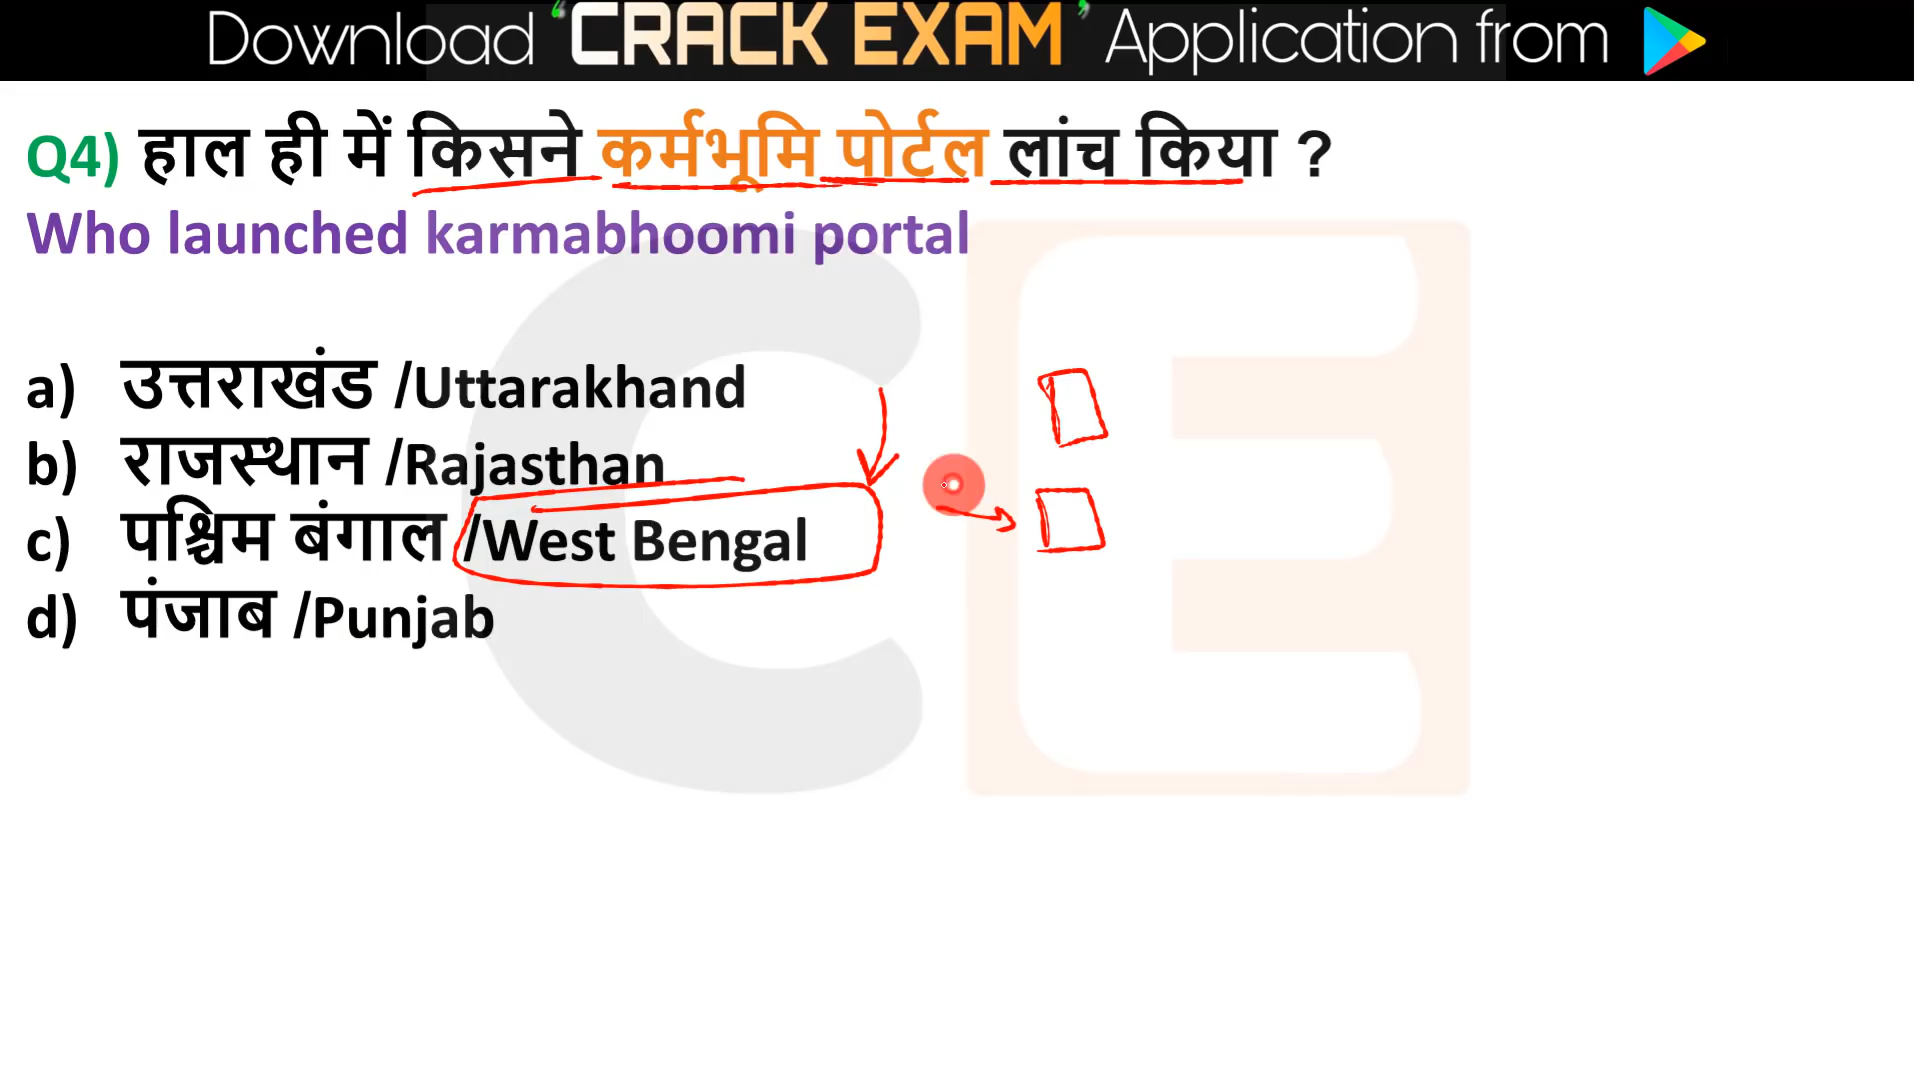 Download ‘CRACK EXAM’ Application from
Q4) हाल ही में किसने कर्मभूमि पोर्टल लांच किया ?
Who launched karmabhoomi portal
a) उत्तराखंड /Uttarakhand
b) राजस्थान /Rajasthan
c) पश्चिम बंगाल /West Bengal
d) पंजाब /Punjab
CE